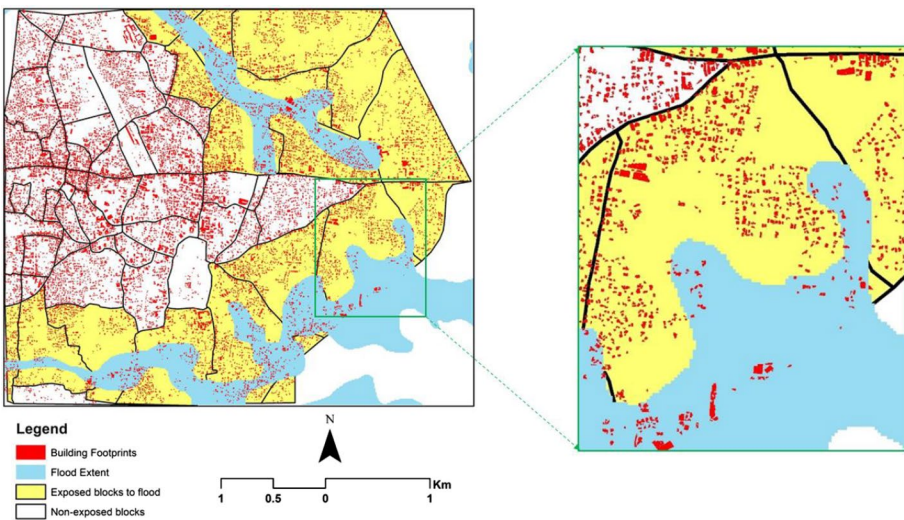 N
Legend
Building Footprints
Flood Extent
Exposed blocks to flood
Non-exposed blocks
Km
1 0.5 0 1